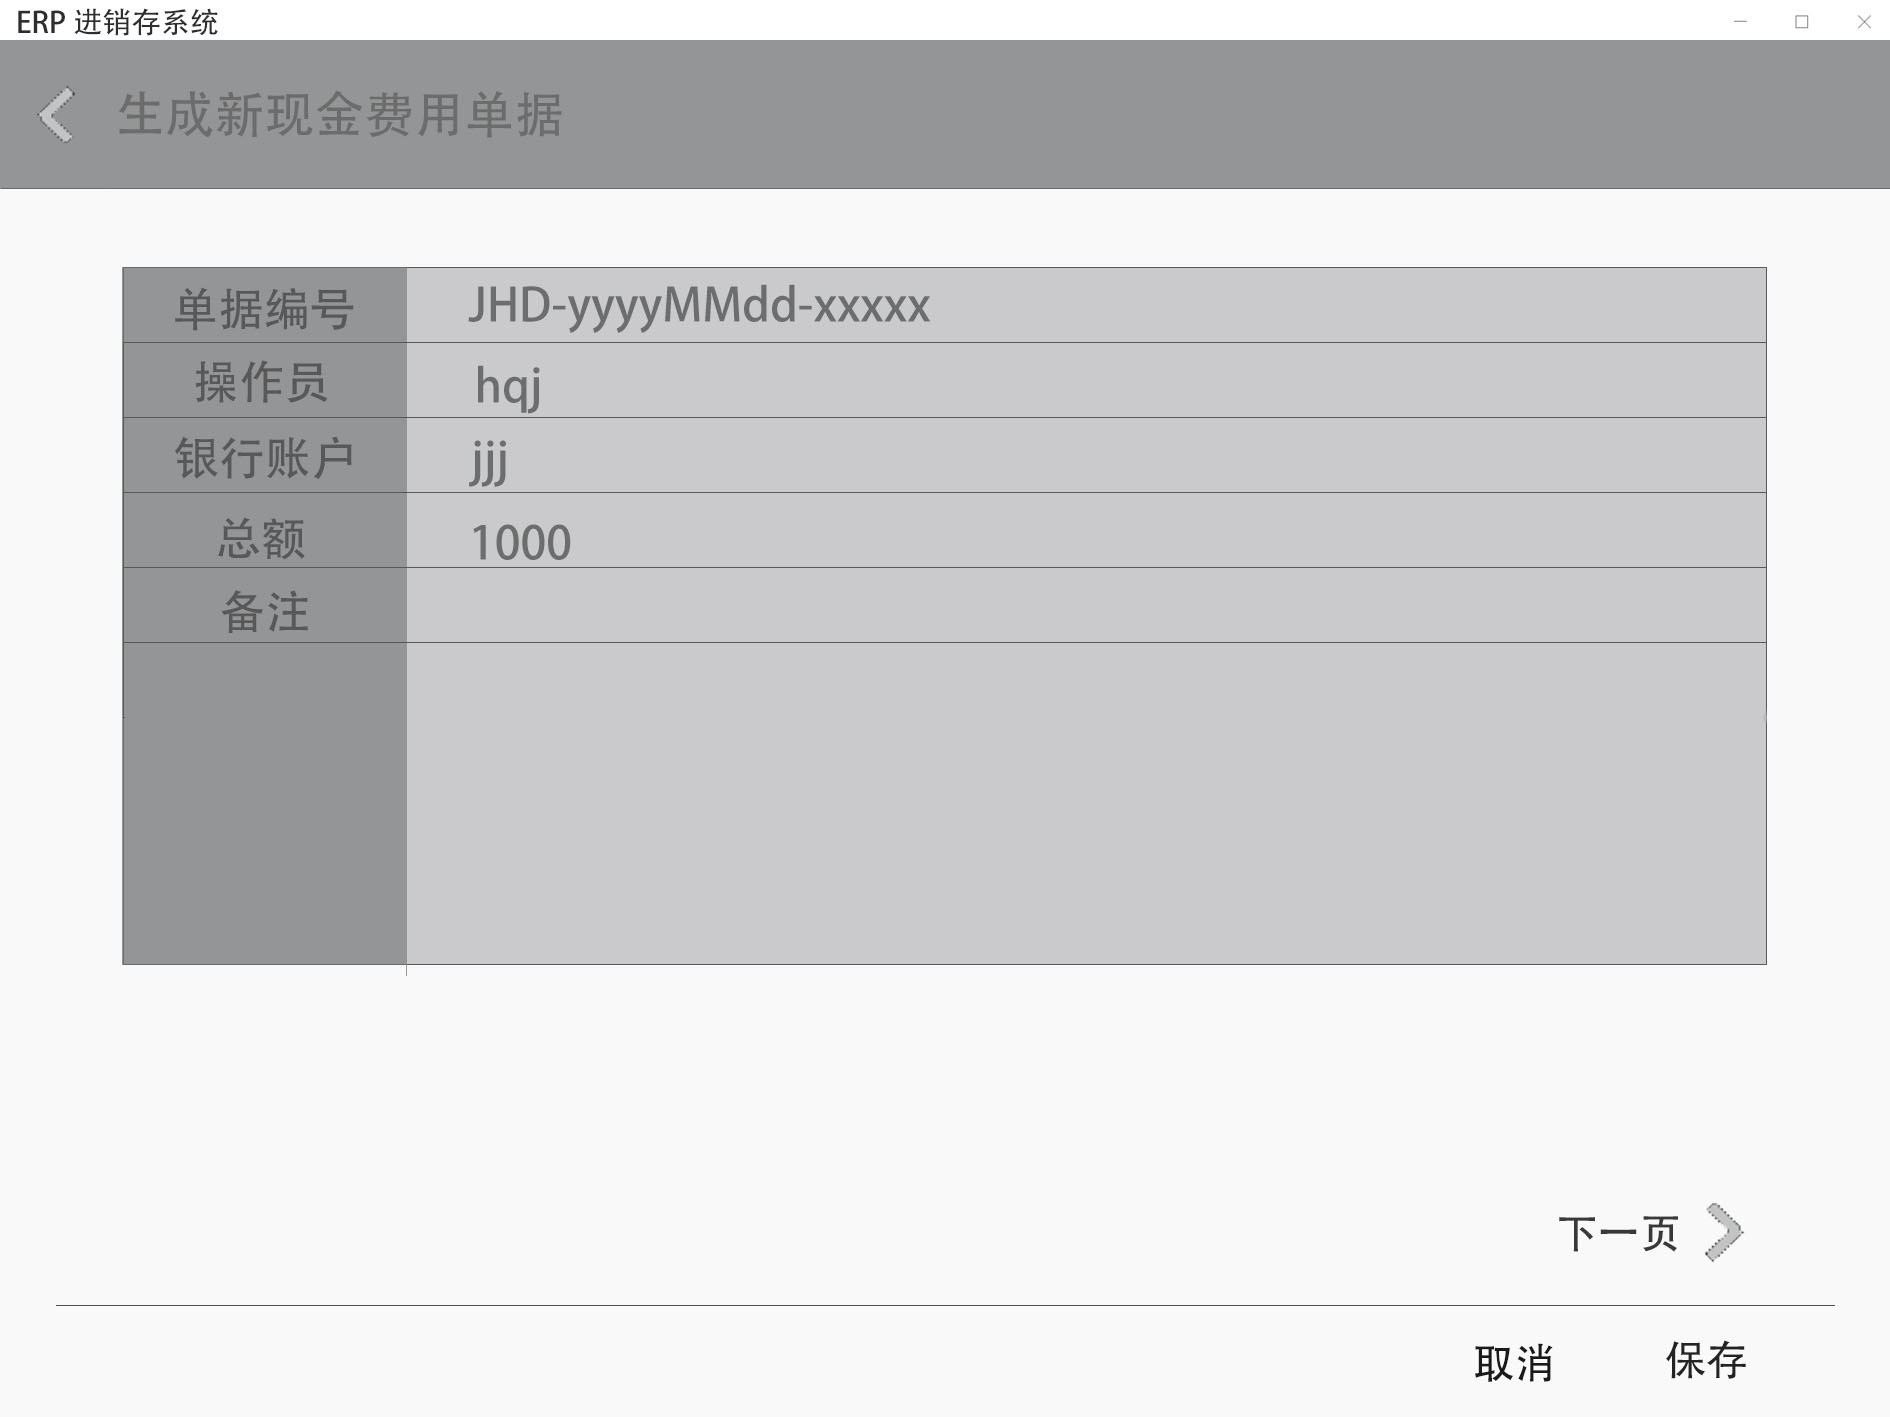 ERP 进销存系统
生成新现金费用单据
单据编号 JHD-yyyyMMdd-xxxxx
操作员 hqj
银行账户 jjj
总额 1000
备注
下一页
取消 保存